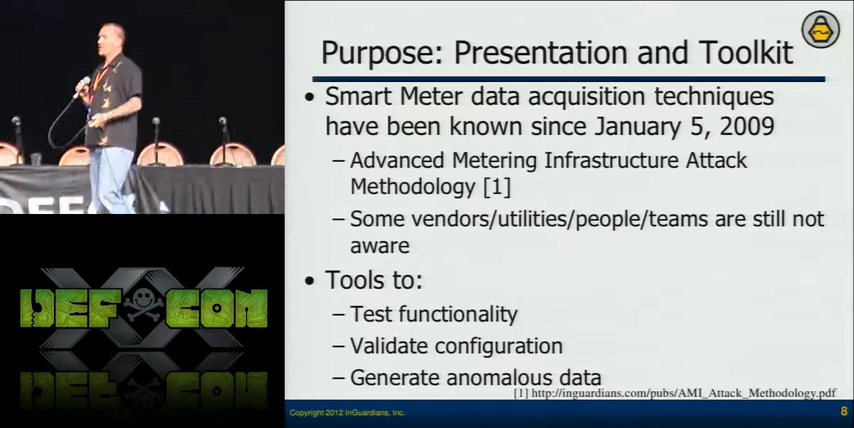 Purpose: Presentation and Toolkit
• Smart Meter data acquisition techniques
have been known since January 5, 2009
– Advanced Metering Infrastructure Attack
Methodology [1]
– Some vendors/utilities/people/teams are still not
aware
• Tools to:
– Test functionality
– Validate configuration
– Generate anomalous data
[1] http://inguardians.com/pubs/AMI_Attack_Methodology.pdf
Copyright 2012 InGuardians, Inc.
8
DEF CON
XX